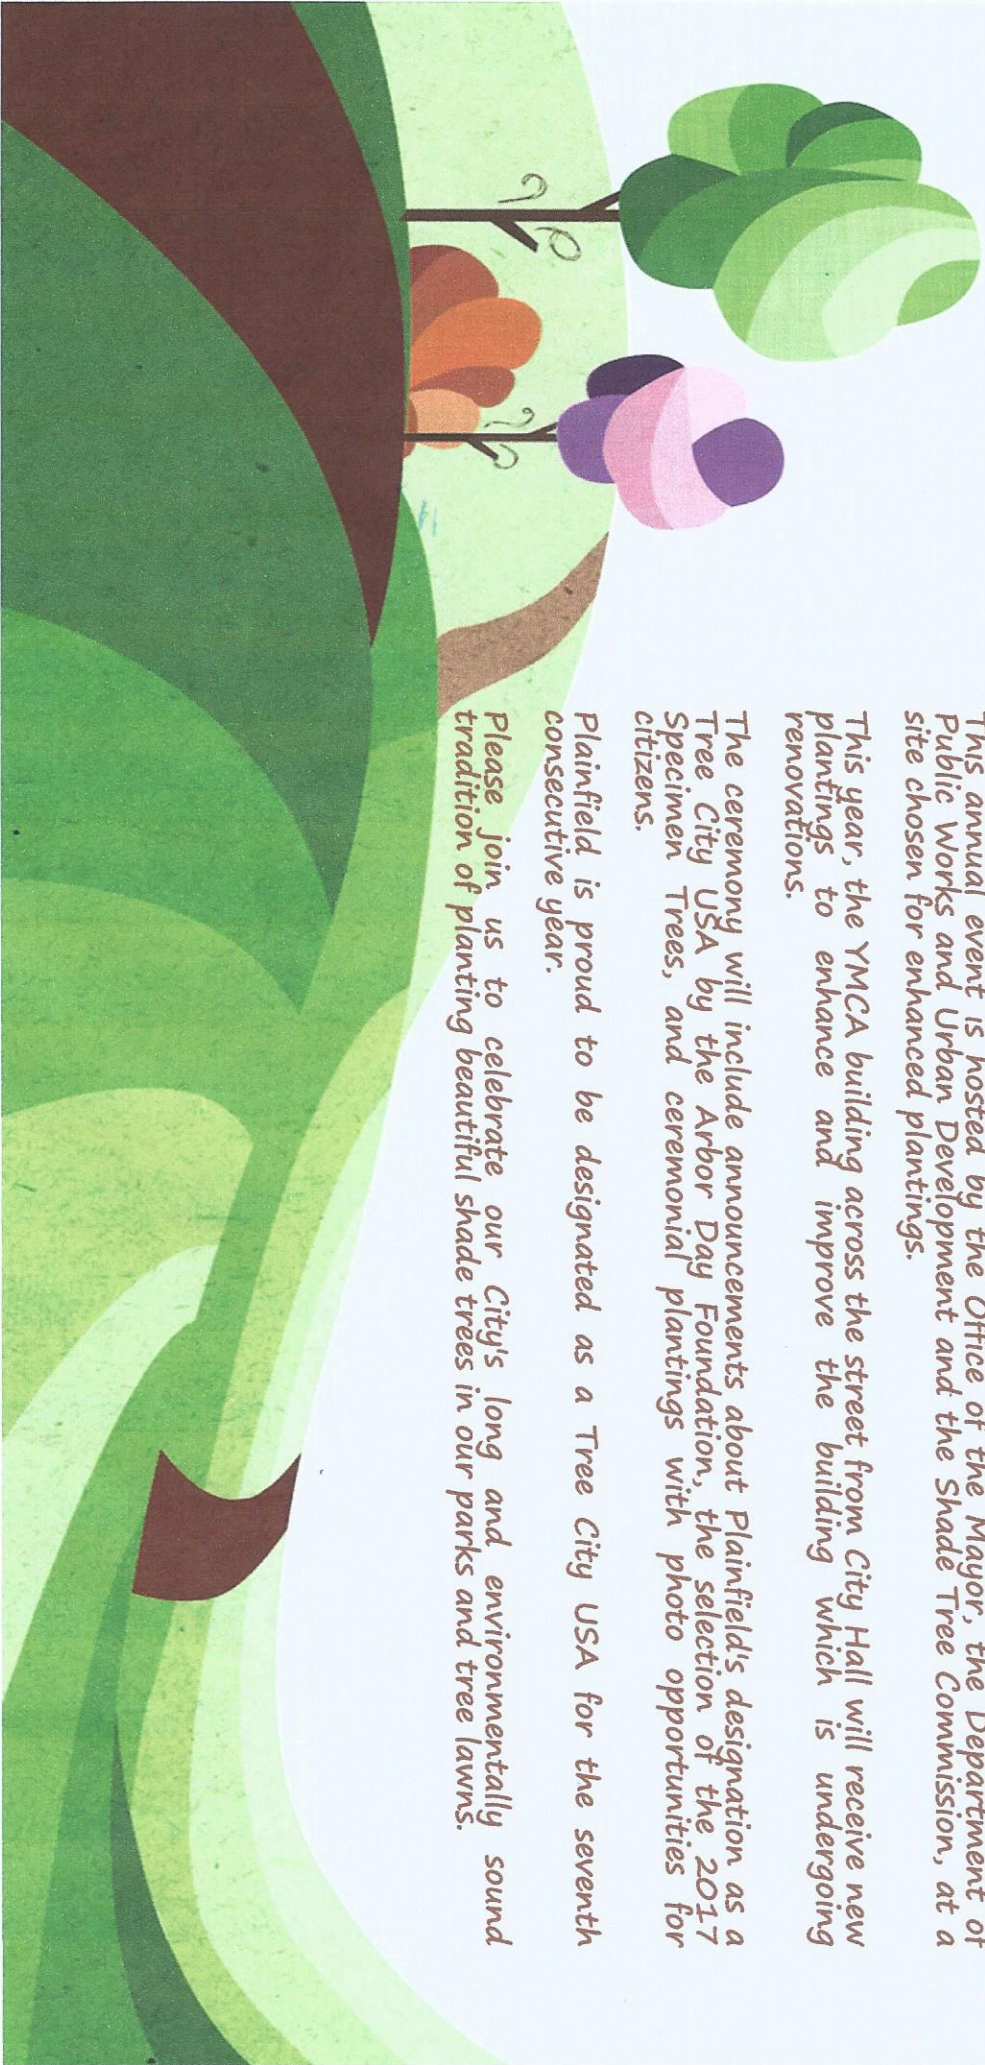 This annual event is hosted by the Office of the Mayor, the Department of
Public Works and Urban Development and the Shade Tree Commission, at a
site chosen for enhanced plantings.
This year, the YMCA building across the street from City Hall will receive new
plantings to enhance and improve the building which is undergoing
renovations.
The ceremony will include announcements about Plainfield's designation as a
Tree City USA by the Arbor Day Foundation, the selection of the 2017
Specimen Trees, and ceremonial plantings with photo opportunities for
citizens.
Plainfield is proud to be designated as a Tree City USA for the seventh
consecutive year.
Please join us to celebrate our City's long and environmentally sound
tradition of planting beautiful shade trees in our parks and tree lawns.